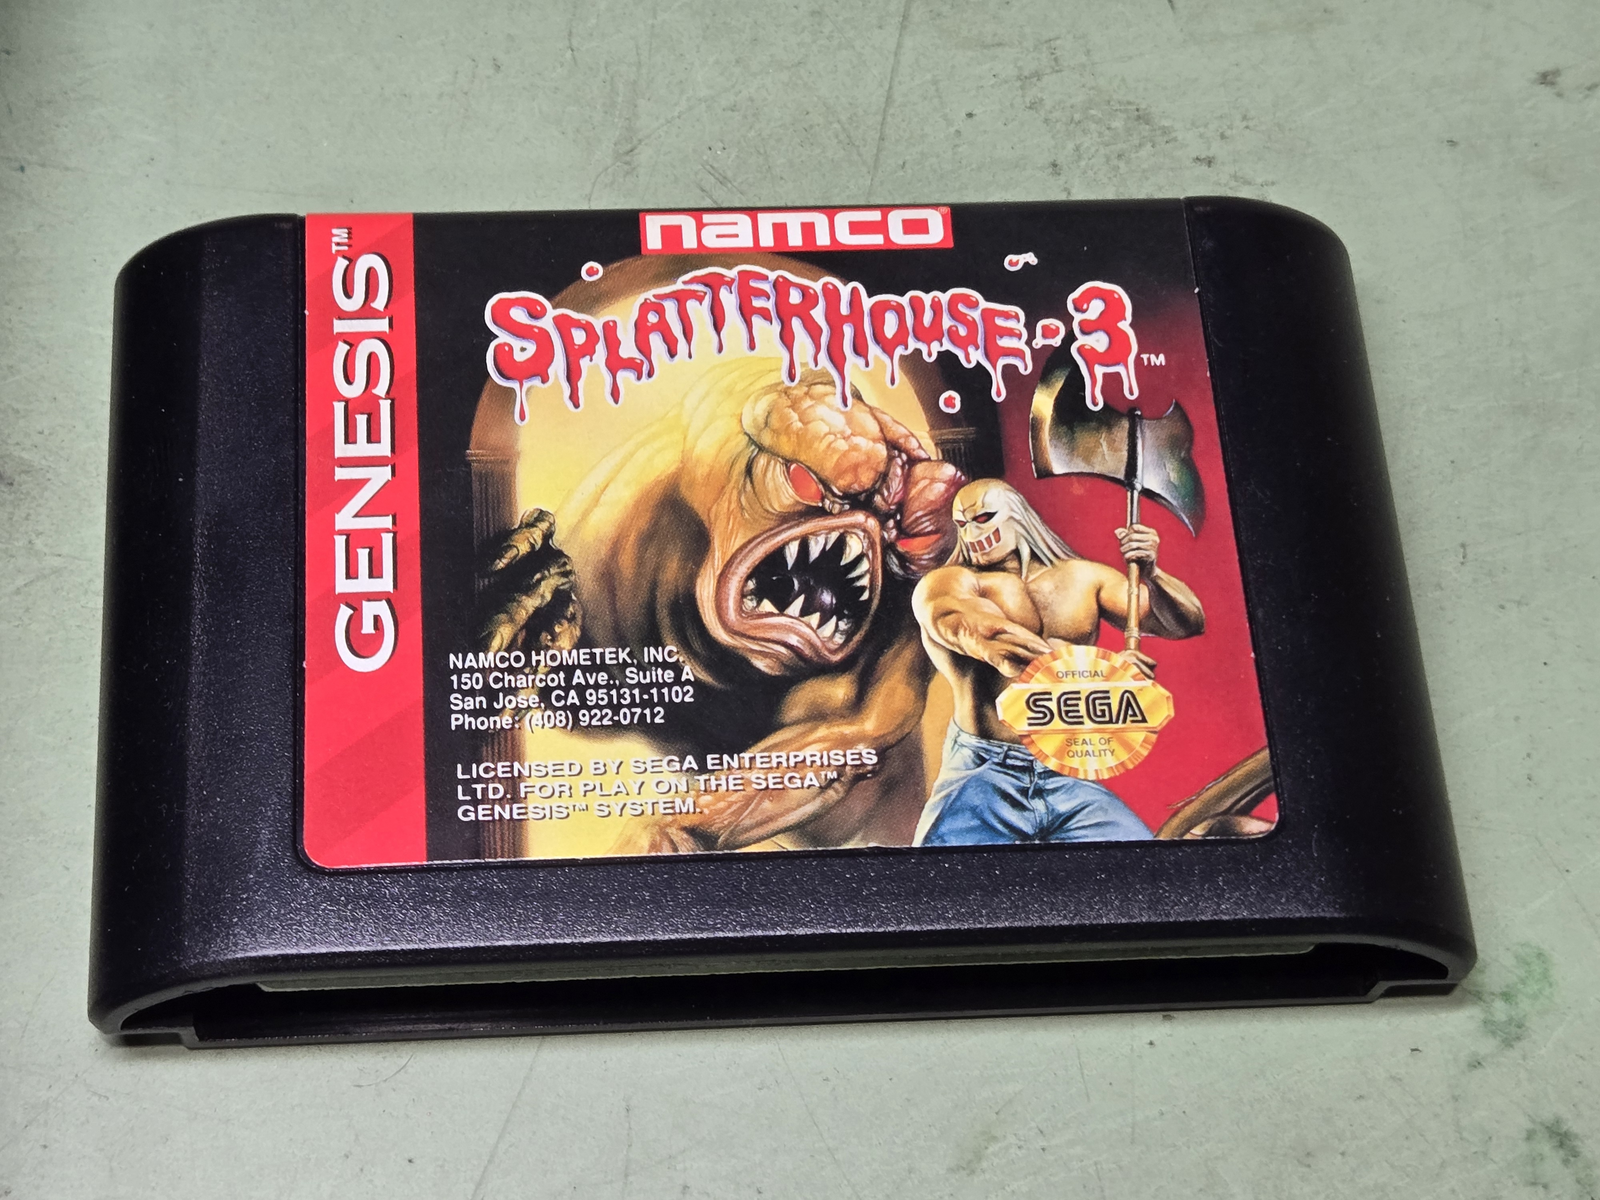 GENESIS™
namco®
SPLATTERHOUSE-3™
NAMCO HOMETEK, INC.
150 Charcot Ave., Suite A
San Jose, CA 95131-1102
Phone: (408) 922-0712
LICENSED BY SEGA ENTERPRISES
LTD. FOR PLAY ON THE SEGA™
GENESIS™ SYSTEM.
OFFICIAL
SEGA
SEAL OF
QUALITY